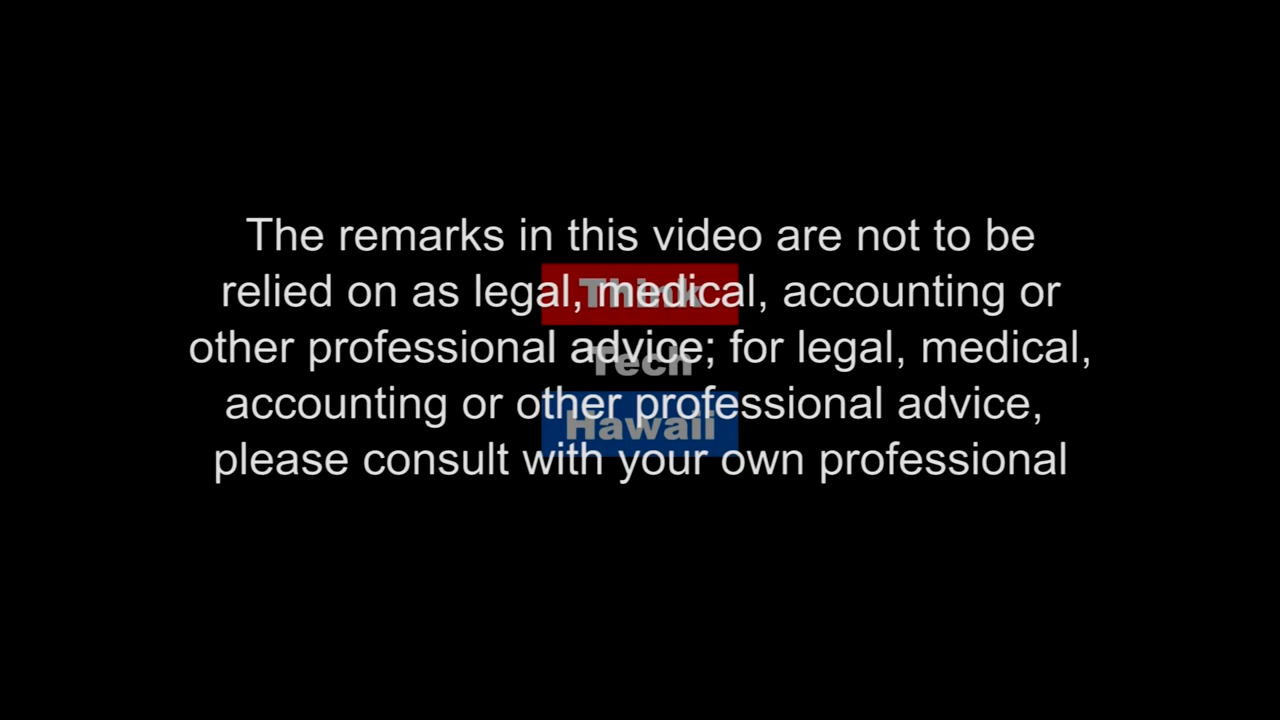 The remarks in this video are not to be
relied on as legal, medical, accounting or
other professional advice; for legal, medical,
accounting or other professional advice,
please consult with your own professional
Think
Tech
Hawaii